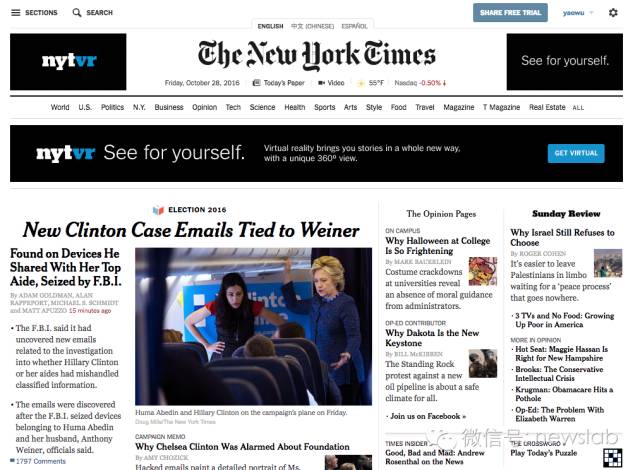 SECTIONS
SEARCH
ENGLISH 中文 (CHINESE) ESPAÑOL
SHARE FREE TRIAL
yaowu
nytvr
The New York Times
See for yourself.
Friday, October 28, 2016
Today's Paper
Video
55°F
Nasdaq -0.50%↓
World U.S. Politics N.Y. Business Opinion Tech Science Health Sports Arts Style Food Travel Magazine T Magazine Real Estate ALL
nytvr See for yourself.
Virtual reality brings you stories in a whole new way,
with a unique 360º view.
GET VIRTUAL
ELECTION 2016
New Clinton Case Emails Tied to Weiner
Found on Devices He
Shared With Her Top
Aide, Seized by F.B.I.
By ADAM GOLDMAN, ALAN
RAPPEPORT, MICHAEL S. SCHMIDT
and MATT APUZZO 15 minutes ago
• The F.B.I. said it had
uncovered new emails
related to the investigation
into whether Hillary Clinton
or her aides had mishandled
classified information.
• The emails were discovered
after the F.B.I. seized devices
belonging to Huma Abedin
and her husband, Anthony
Weiner, officials said.
1797 Comments
Huma Abedin and Hillary Clinton on the campaign's plane on Friday.
Doug Mills/The New York Times
CAMPAIGN MEMO
Why Chelsea Clinton Was Alarmed About Foundation
By AMY CHOZICK
Hacked emails paint a detailed portrait of Ms.
The Opinion Pages
ON CAMPUS
Why Halloween at College
Is So Frightening
By MARK BAUERLEIN
Costume crackdowns
at universities reveal
an absence of moral guidance
from administrators.
OP-ED CONTRIBUTOR
Why Dakota Is the New
Keystone
By BILL McKIBBEN
The Standing Rock
protest against a new
oil pipeline is about a safe
climate for all.
· Join us on Facebook »
TIMES INSIDER
Good, Bad and Mad: Andrew
Rosenthal on the News
Sunday Review
Why Israel Still Refuses to
Choose
By ROGER COHEN
It's easier to leave
Palestinians in limbo
waiting for a 'peace process'
that goes nowhere.
· 3 TVs and No Food: Growing
Up Poor in America
MORE IN OPINION
· Hot Seat: Maggie Hassan Is
Right for New Hampshire
· Brooks: The Conservative
Intellectual Crisis
· Krugman: Obamacare Hits a
Pothole
· Op-Ed: The Problem With
Elizabeth Warren
THE CROSSWORD »
Play Today's Puzzle
微信号: newslab